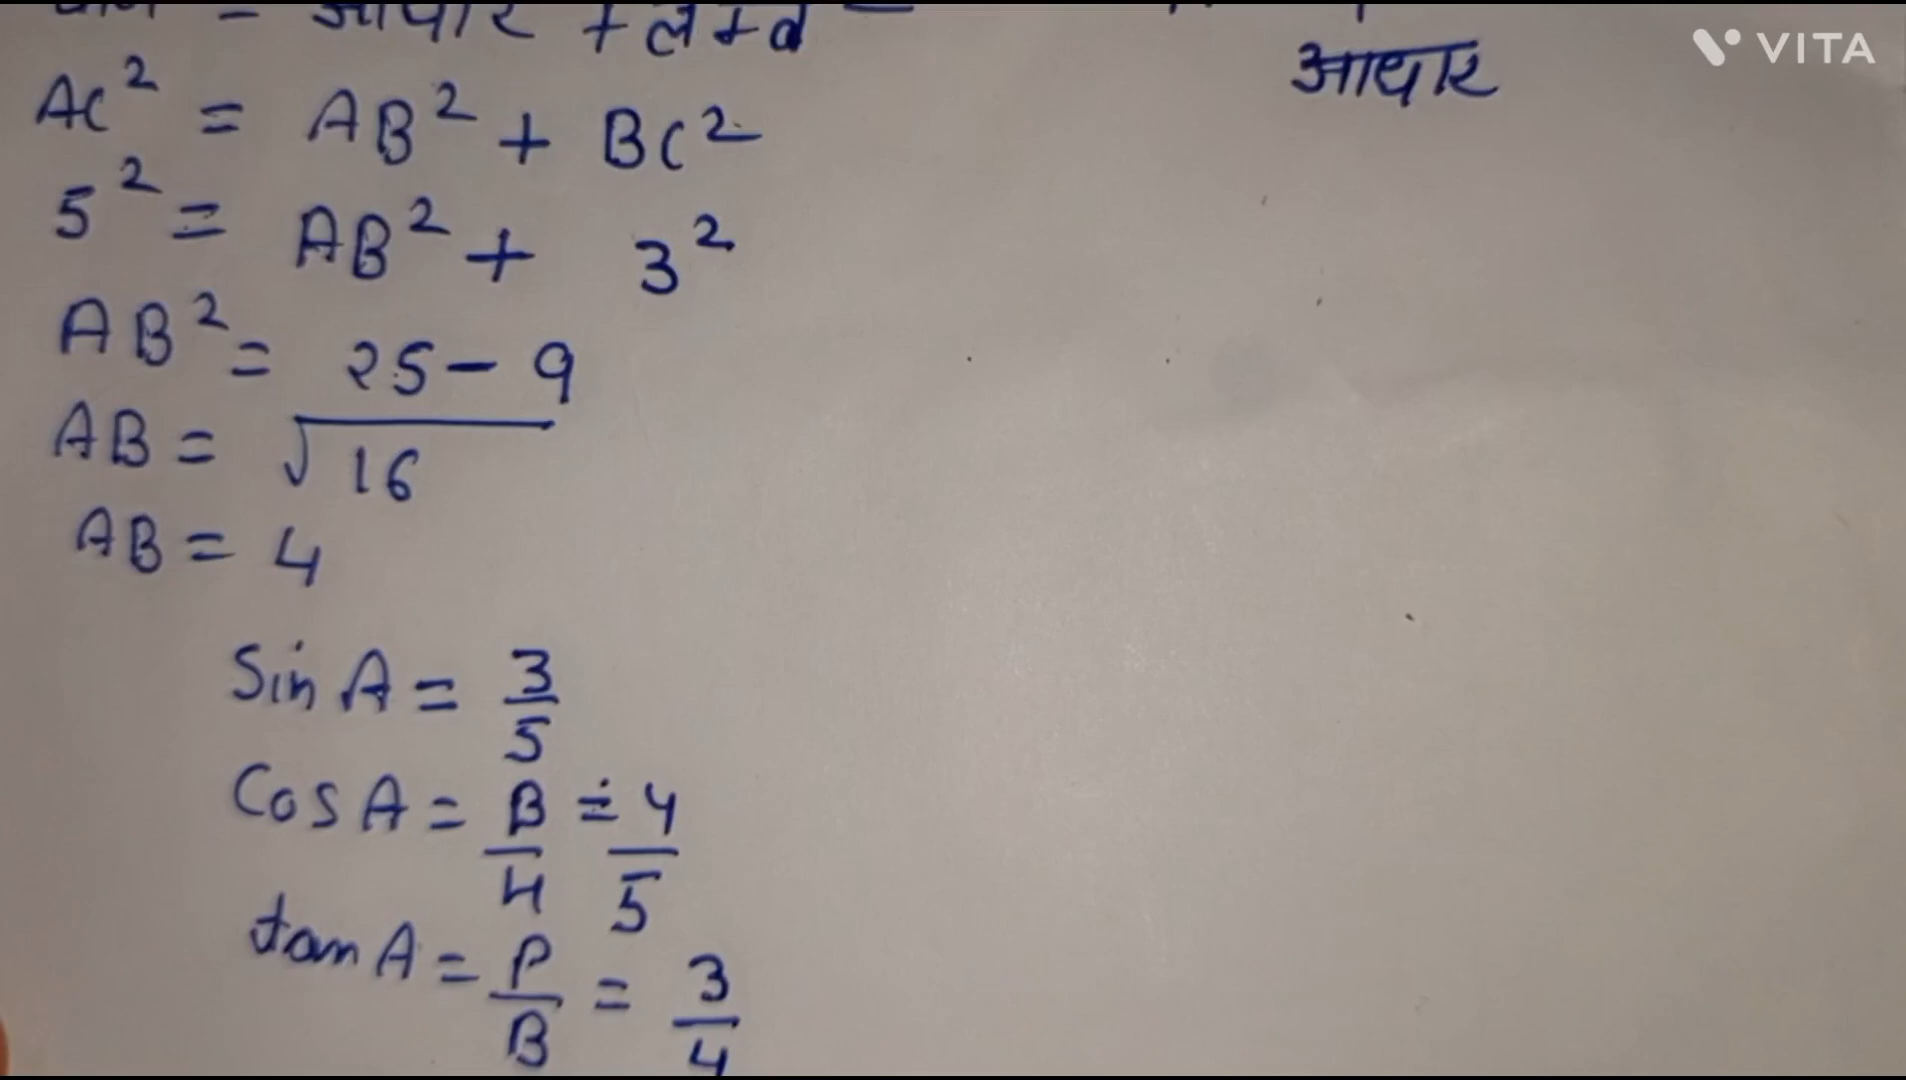 आधार
VITA
AC² = AB² + BC²
5² = AB² + 3²
AB² = 25 - 9
AB = √16
AB = 4
Sin A = 3/5
Cos A = B/H = 4/5
tan A = P/B = 3/4